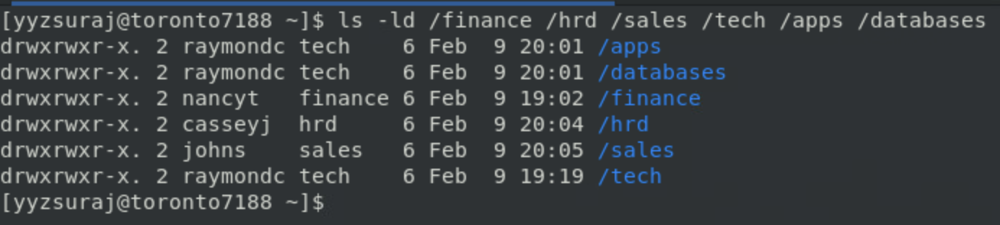 [yyzsuraj@toronto7188 ~]$ ls -ld /finance /hrd /sales /tech /apps /databases
drwxrwxr-x. 2 raymondc tech    6 Feb  9 20:01 /apps
drwxrwxr-x. 2 raymondc tech    6 Feb  9 20:01 /databases
drwxrwxr-x. 2 nancyt   finance 6 Feb  9 19:02 /finance
drwxrwxr-x. 2 casseyj  hrd     6 Feb  9 20:04 /hrd
drwxrwxr-x. 2 johns    sales   6 Feb  9 20:05 /sales
drwxrwxr-x. 2 raymondc tech    6 Feb  9 19:19 /tech
[yyzsuraj@toronto7188 ~]$